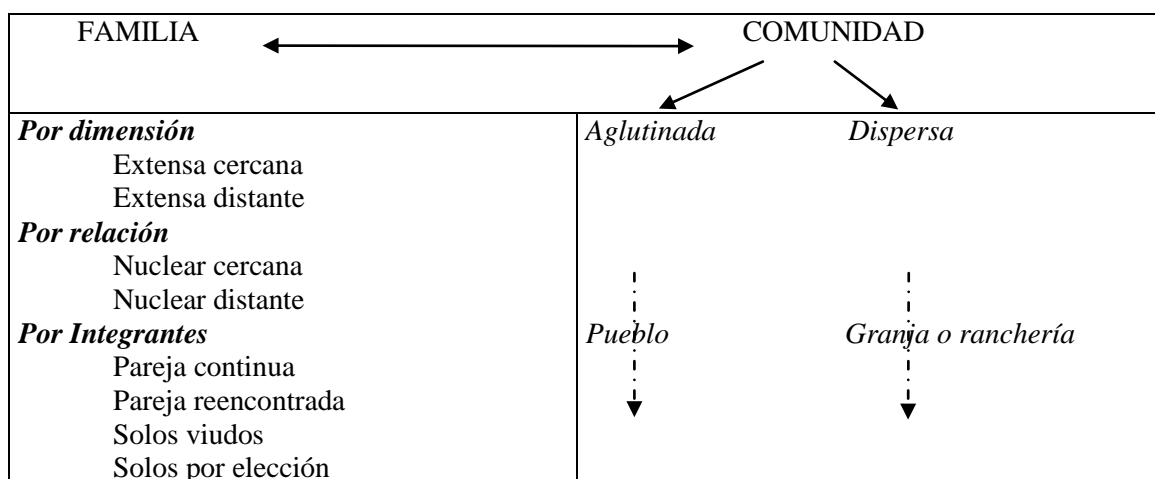 FAMILIA COMUNIDAD
Por dimensión Aglutinada Dispersa
Extensa cercana
Extensa distante
Por relación
Nuclear cercana
Nuclear distante
Por Integrantes Pueblo Granja o ranchería
Pareja continua
Pareja reencontrada
Solos viudos
Solos por elección